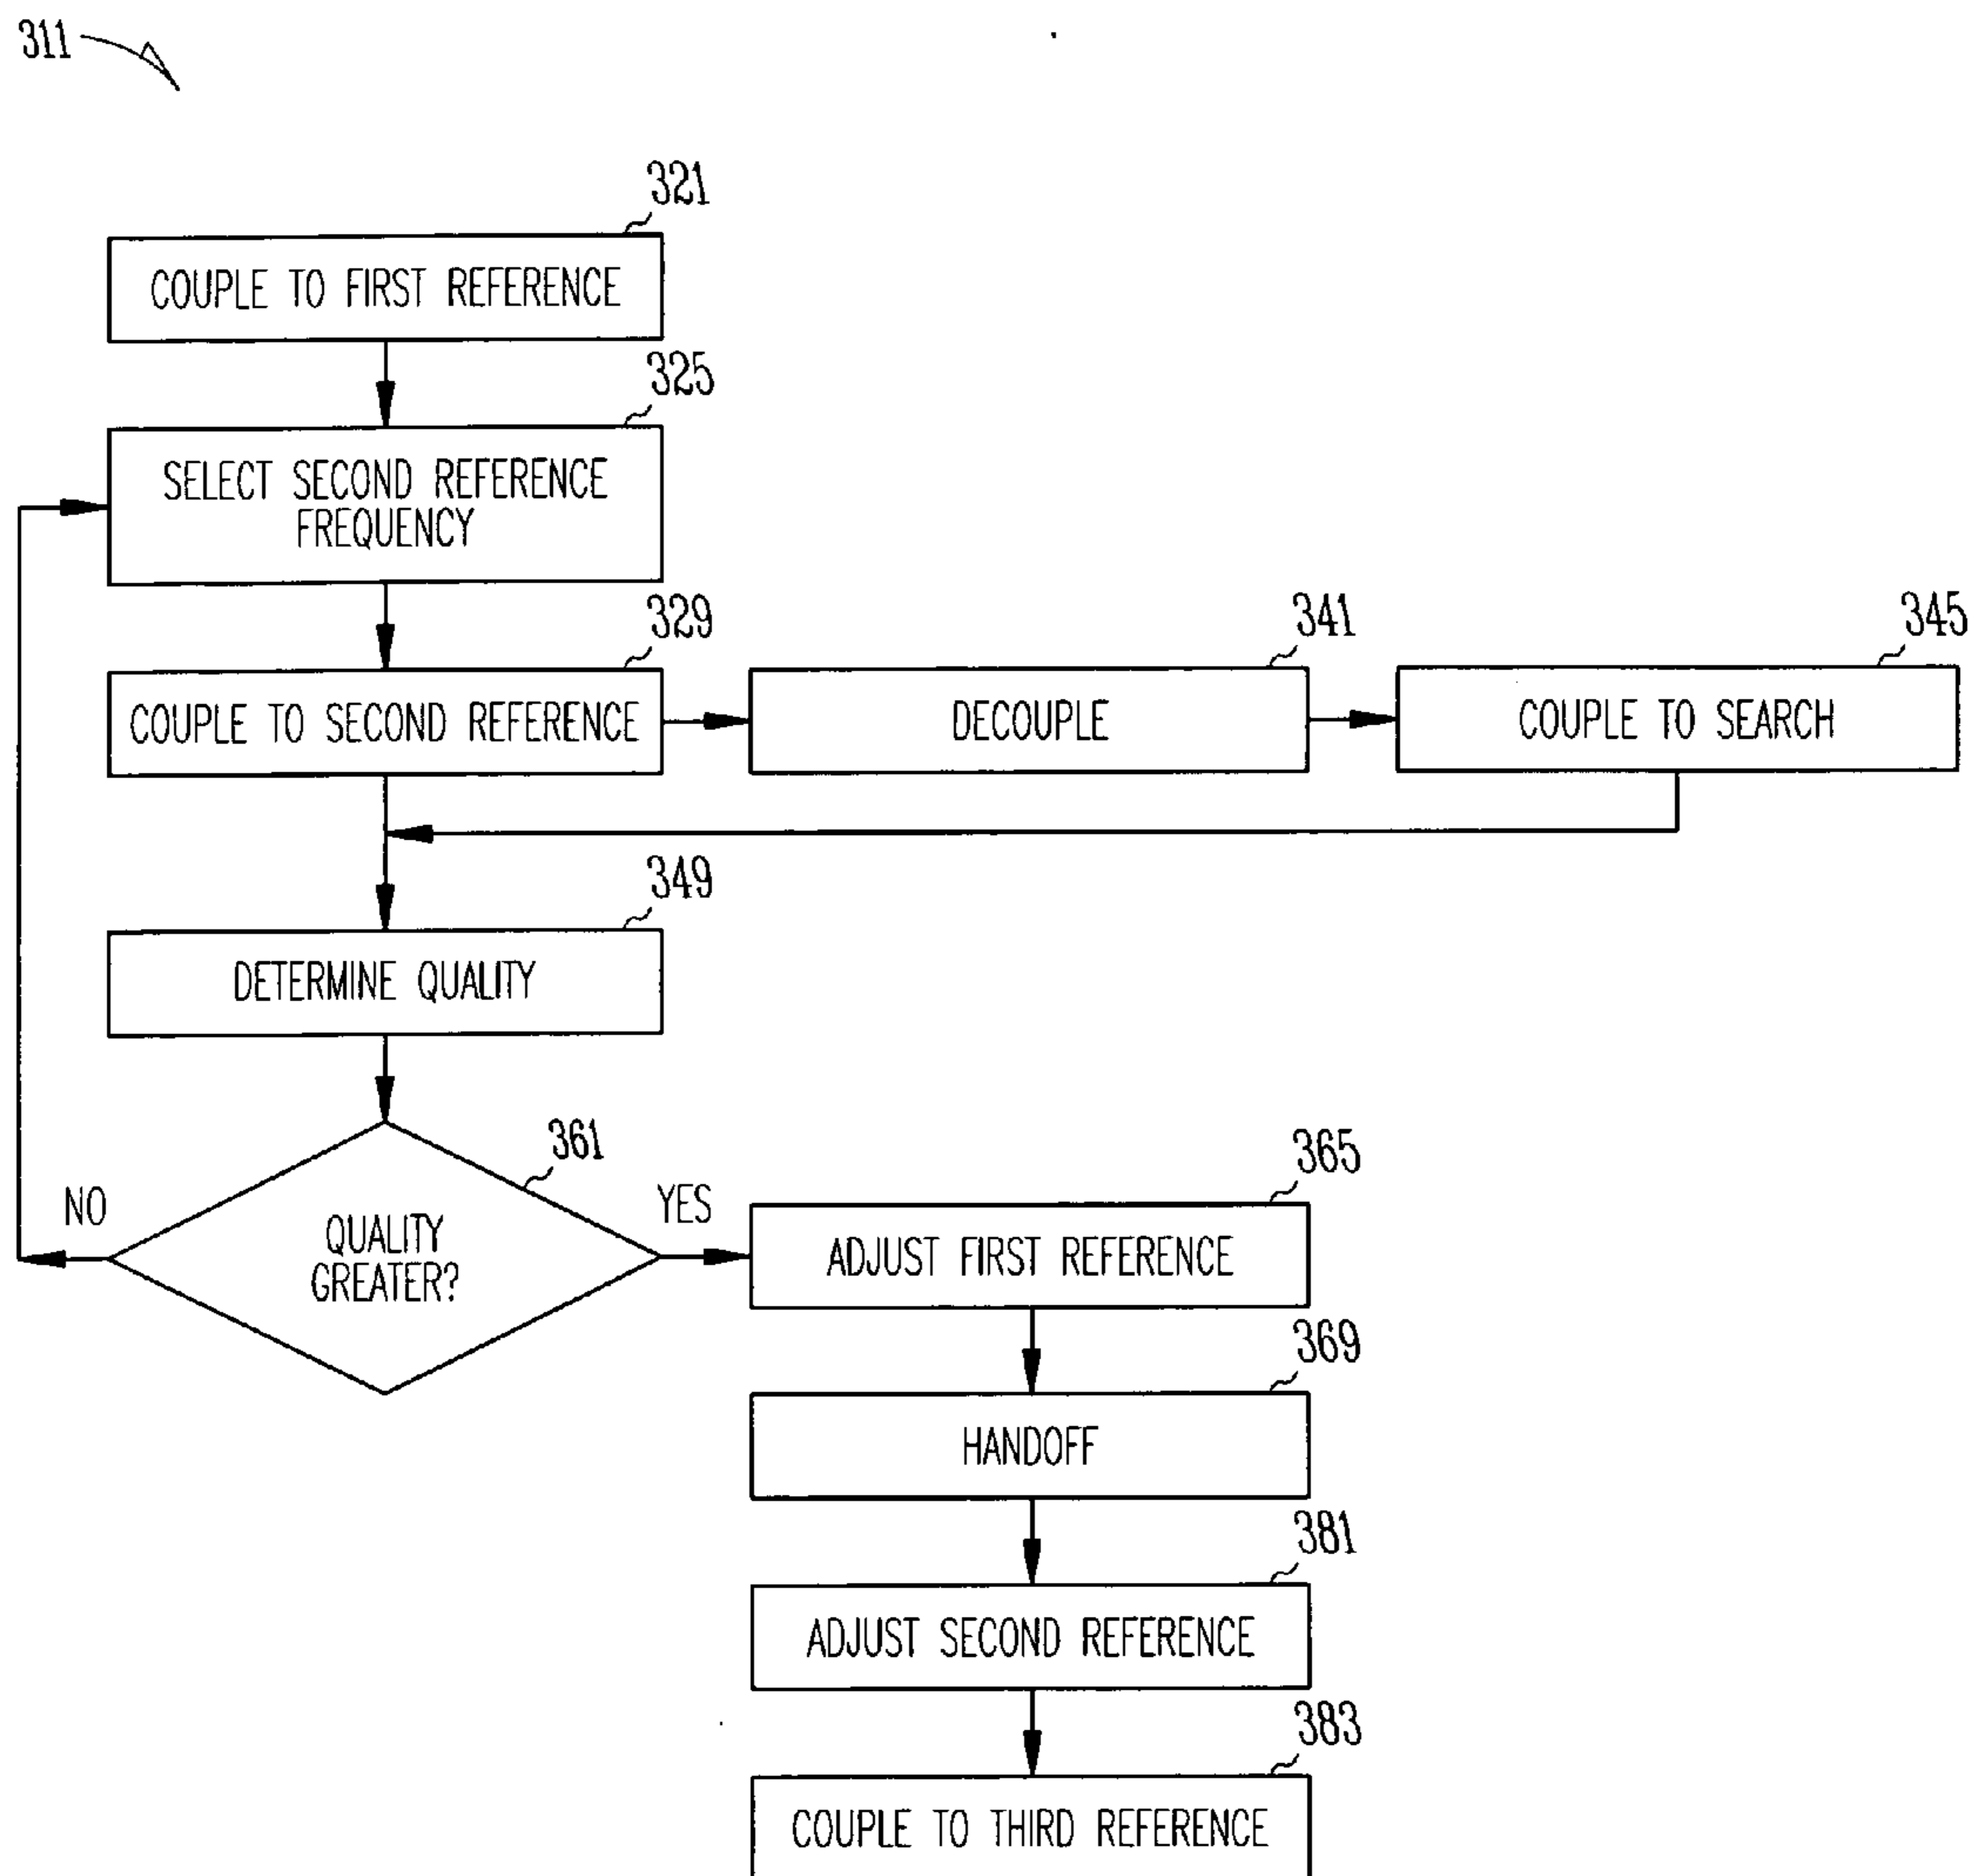 311
321
COUPLE TO FIRST REFERENCE
325
SELECT SECOND REFERENCE
FREQUENCY
329
COUPLE TO SECOND REFERENCE
341
DECOUPLE
345
COUPLE TO SEARCH
349
DETERMINE QUALITY
361
QUALITY
GREATER?
NO
YES
365
ADJUST FIRST REFERENCE
369
HANDOFF
381
ADJUST SECOND REFERENCE
383
COUPLE TO THIRD REFERENCE